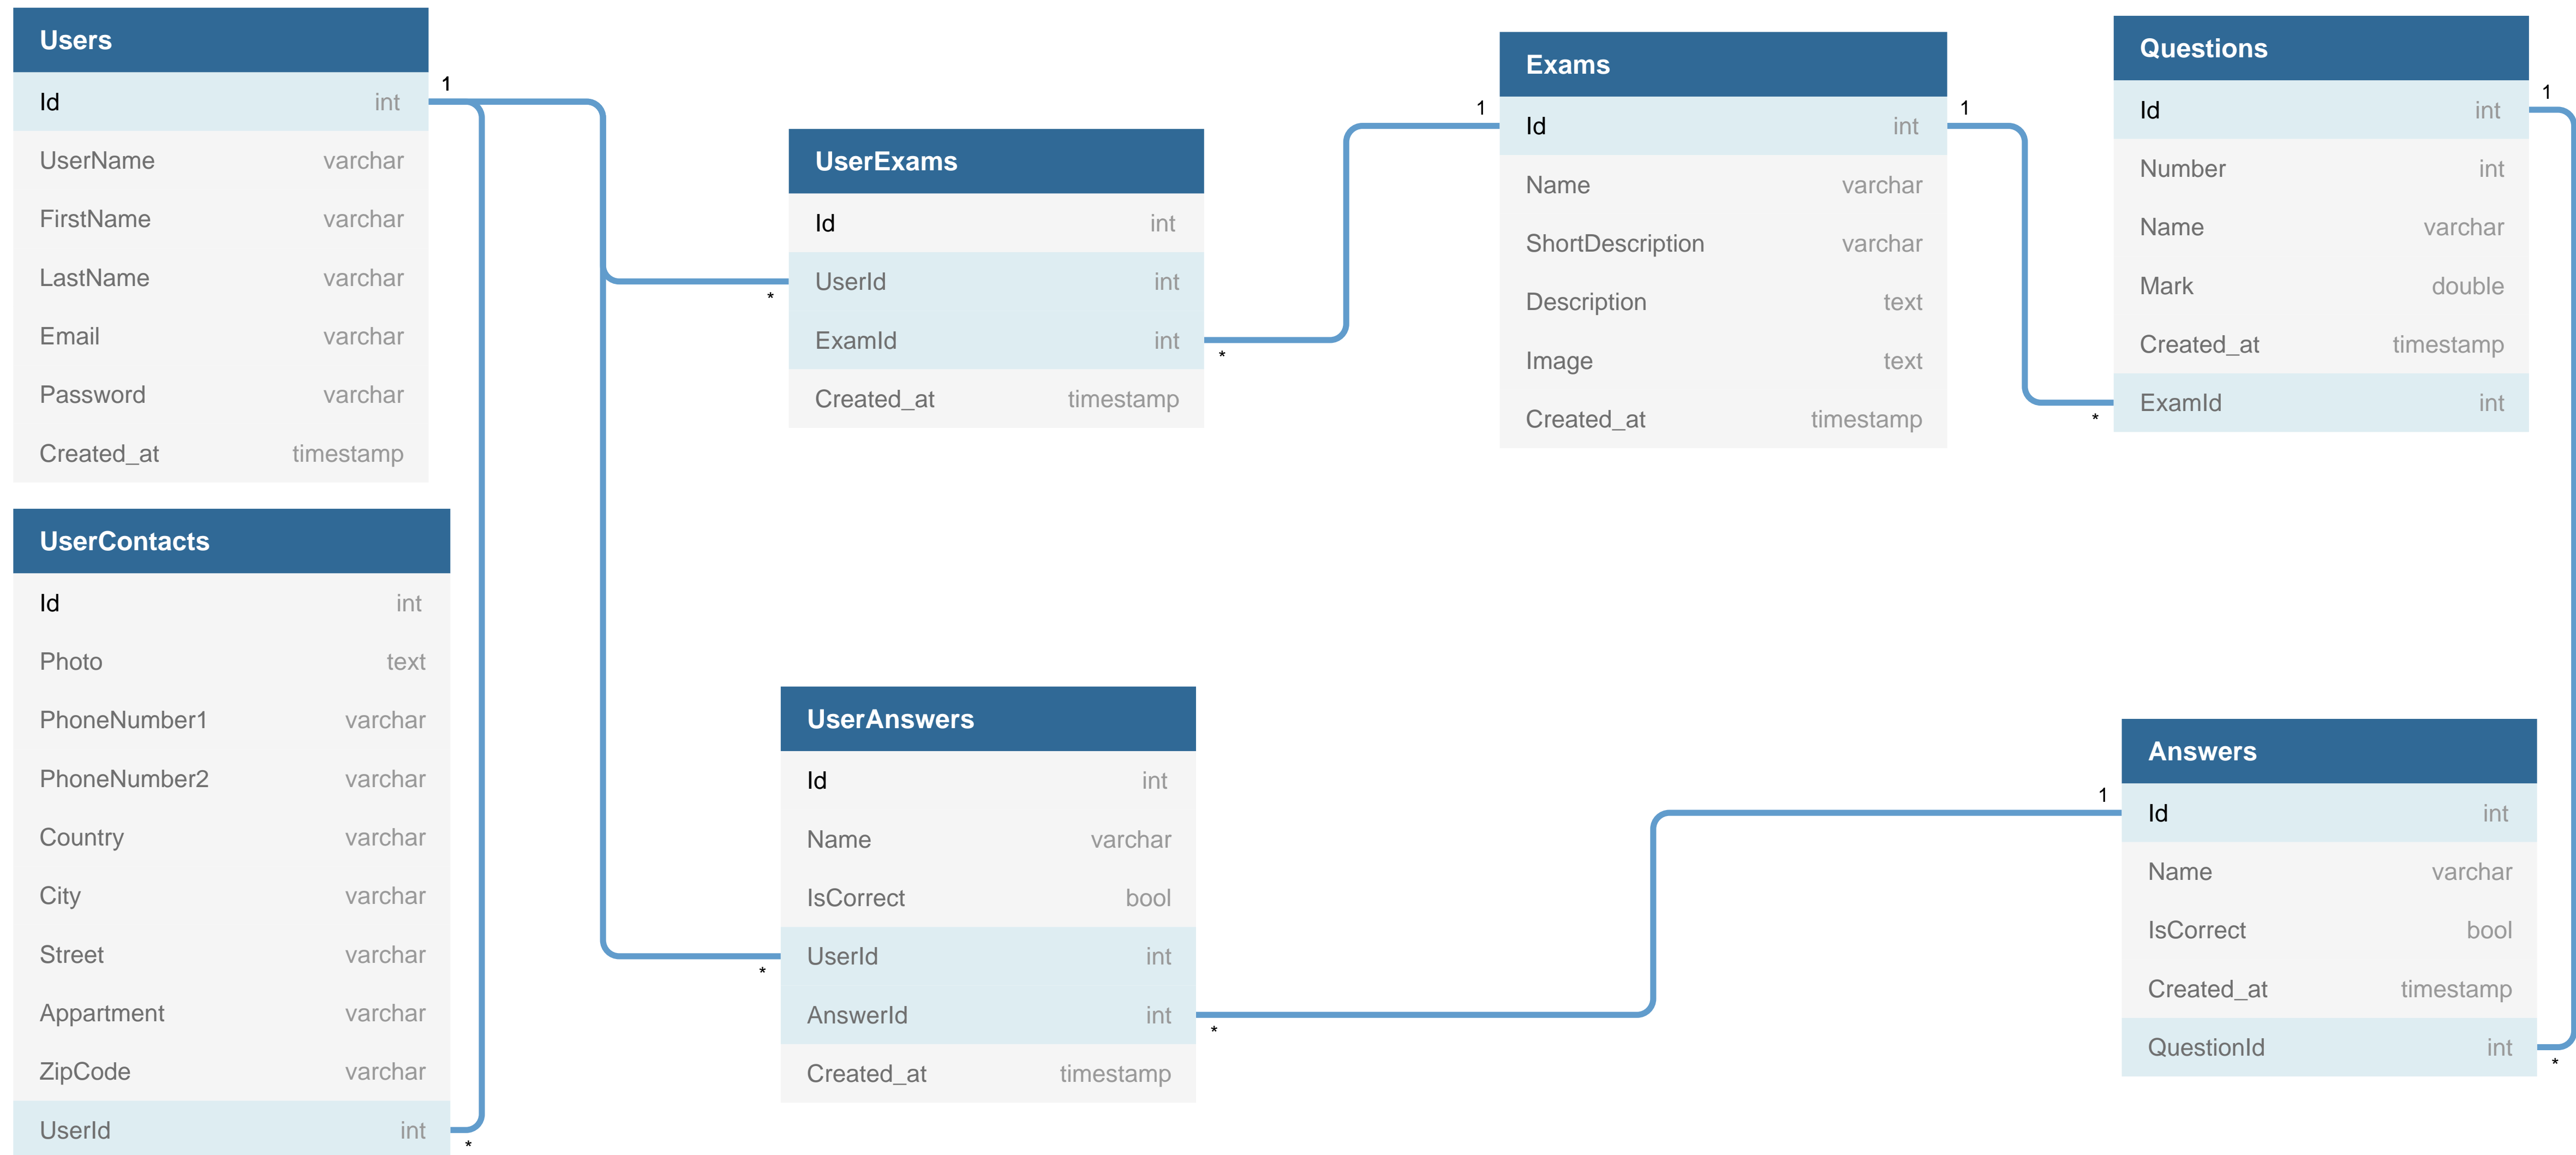 Users
1
Id int
UserName varchar
FirstName varchar
LastName varchar
Email varchar
Password varchar
Created_at timestamp
UserContacts
Id int
Photo text
PhoneNumber1 varchar
PhoneNumber2 varchar
Country varchar
City varchar
Street varchar
Appartment varchar
ZipCode varchar
UserId int
*
UserExams
Id int
UserId int
*
ExamId int
*
Created_at timestamp
UserAnswers
Id int
Name varchar
IsCorrect bool
UserId int
*
AnswerId int
*
Created_at timestamp
Exams
1 1
Id int
Name varchar
ShortDescription varchar
Description text
Image text
Created_at timestamp
Questions
1
Id int
Number int
Name varchar
Mark double
Created_at timestamp
ExamId int
*
Answers
1
Id int
Name varchar
IsCorrect bool
Created_at timestamp
QuestionId int
*